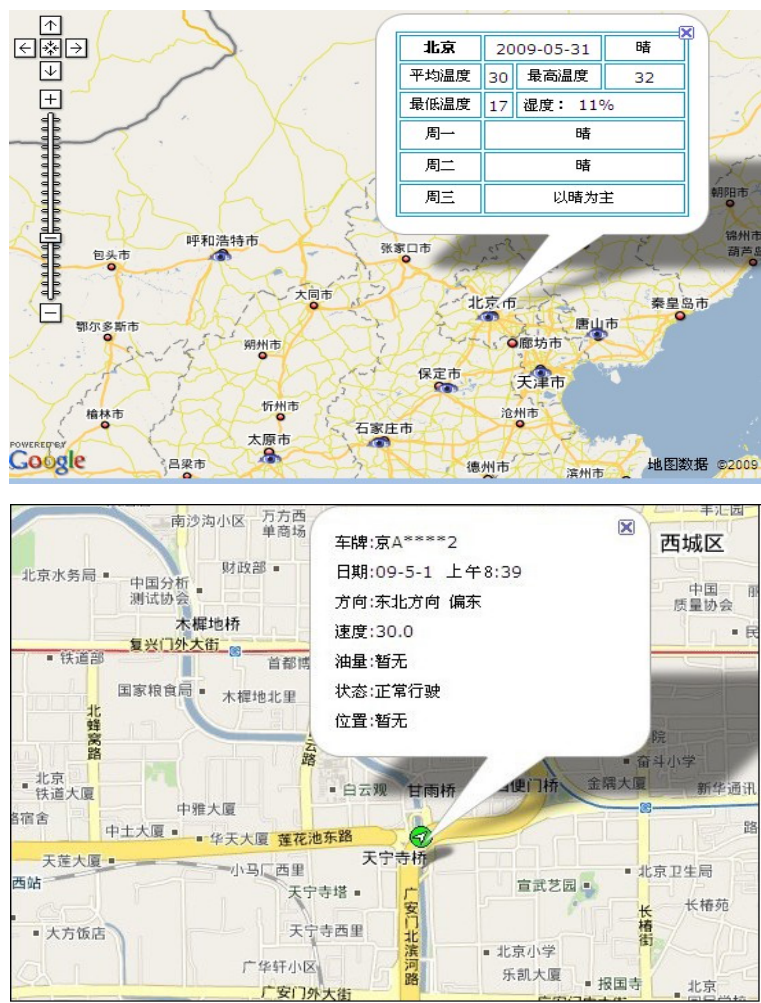 北京 2009-05-31 晴
平均温度 30 最高温度 32
最低温度 17 湿度： 11%
周一 晴
周二 晴
周三 以晴为主
朝阳市
锦州市
呼和浩特市
张家口市
包头市
大同市
北京市
秦皇岛市
唐山市
鄂尔多斯市
廊坊市
朔州市
保定市
天津市
忻州市
沧州市
榆林市
石家庄市
太原市
POWERED BY
Google
吕梁市
德州市
滨州市
地图数据 ©2009
南沙沟小区
万方西
单商场
丰汇园
车牌:京A****2
西城区
日期:09-5-1 上午8:39
财政部
北京水务局
中国分析
测试协会
方向:东北方向 偏东
中国
质量协会
木樨地桥
速度:30.0
复兴门外大街
铁道部
首都博
油量:暂无
国家粮食局
木樨地北里
状态:正常行驶
北蜂窝路
位置:暂无
奋斗小学
北京
铁道大厦
白云观
甘雨桥
金隅大厦
新华通讯
中雅大厦
中土大厦
华天大厦
莲花池东路
天宁寺桥
天莲大厦
小马厂西里
北京卫生局
西站
天宁寺塔
宣武艺园
长椿苑
长椿街
大方饭店
天宁寺西里
广安门北滨河路
北京小学
广华轩小区
乐凯大厦
报国寺
北京
广安门外大街